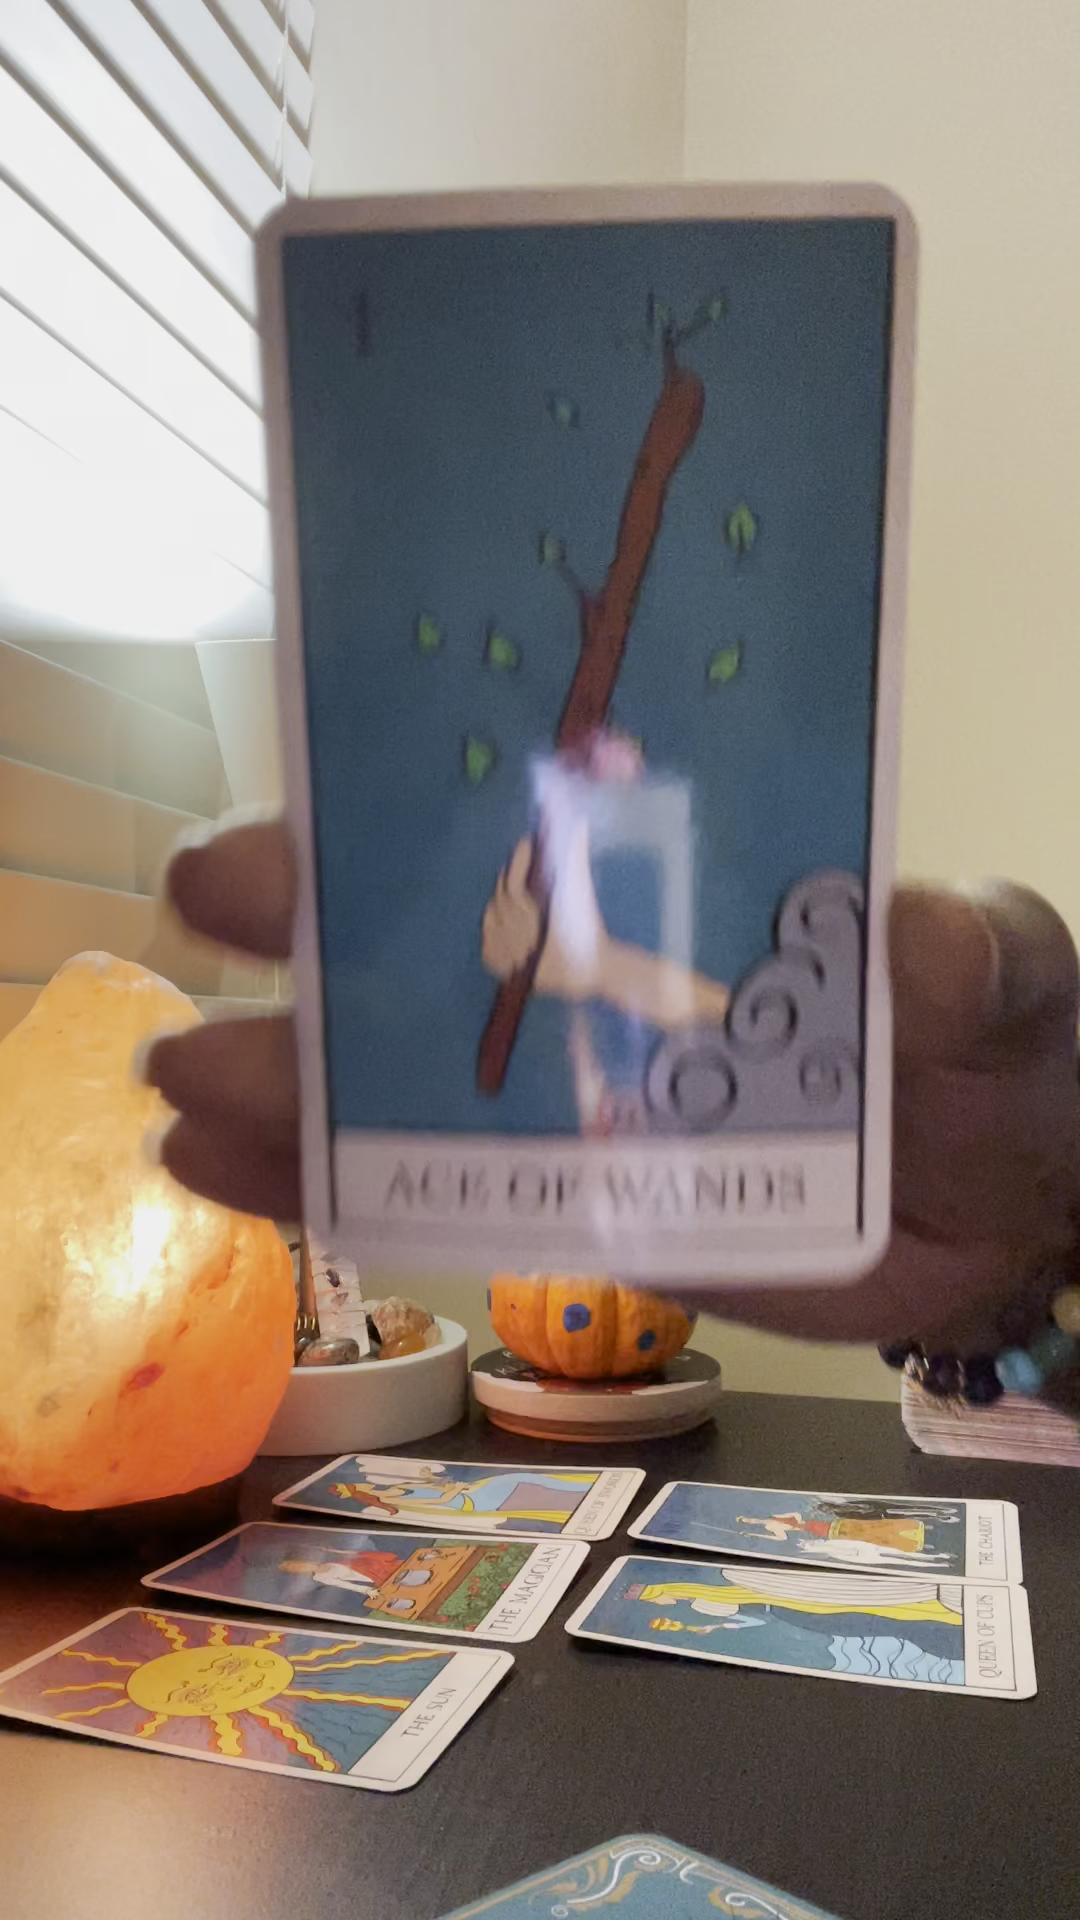 I
ACE OF WANDS
QUEEN OF SWORDS
THE CHARIOT
THE MAGICIAN
QUEEN OF CUPS
THE SUN